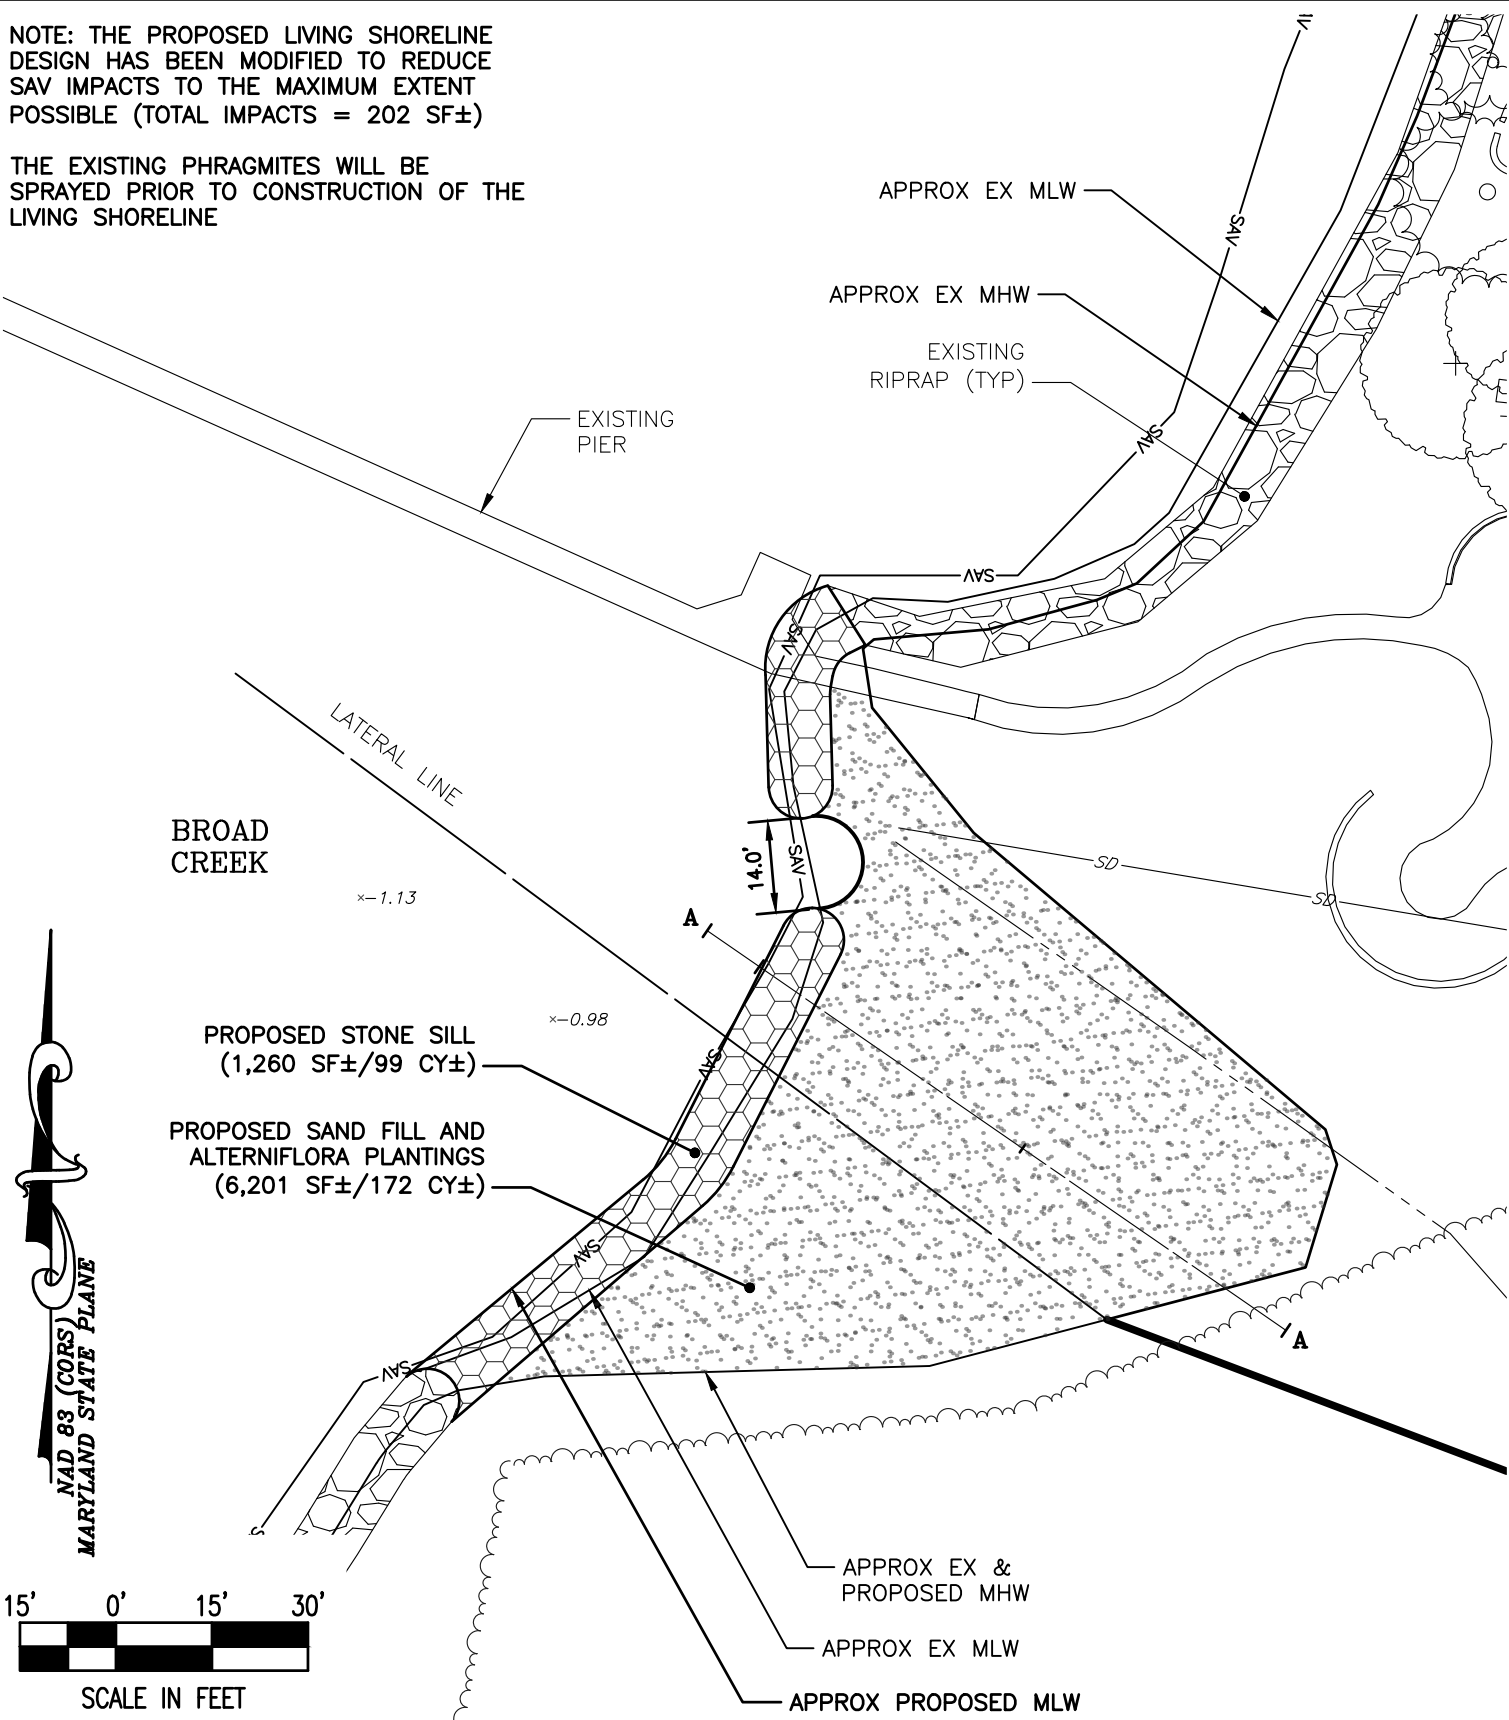 NOTE: THE PROPOSED LIVING SHORELINE
DESIGN HAS BEEN MODIFIED TO REDUCE
SAV IMPACTS TO THE MAXIMUM EXTENT
POSSIBLE (TOTAL IMPACTS = 202 SF±)
THE EXISTING PHRAGMITES WILL BE
SPRAYED PRIOR TO CONSTRUCTION OF THE
LIVING SHORELINE
APPROX EX MLW
SAV
APPROX EX MHW
EXISTING
RIPRAP (TYP)
EXISTING
PIER
SAV
SAV
SAV
LATERAL LINE
BROAD
CREEK
14.0'
SAV
SD
SD
×-1.13
A
×-0.98
PROPOSED STONE SILL
(1,260 SF±/99 CY±)
SAV
PROPOSED SAND FILL AND
ALTERNIFLORA PLANTINGS
(6,201 SF±/172 CY±)
SAV
A
SAV
NAD 83 (CORS)
MARYLAND STATE PLANE
APPROX EX &
PROPOSED MHW
APPROX EX MLW
APPROX PROPOSED MLW
15' 0' 15' 30'
SCALE IN FEET